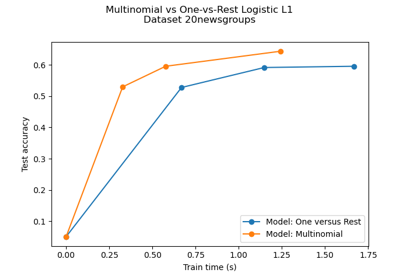 Multinomial vs One-vs-Rest Logistic L1
Dataset 20newsgroups
0.6
0.5
0.4
0.3
0.2
0.1
Test accuracy
Model: One versus Rest
Model: Multinomial
0.00 0.25 0.50 0.75 1.00 1.25 1.50 1.75
Train time (s)